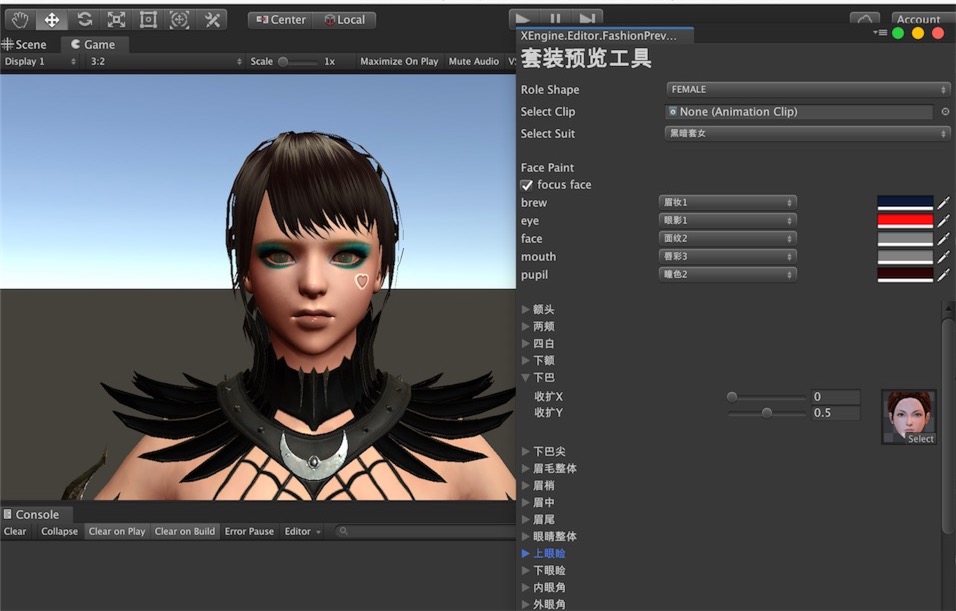 Center
Local
Account
Scene
Game
XEngine.Editor.FashionPrev...
Display 1
3:2
Scale
1x
Maximize On Play
Mute Audio
套装预览工具
Role Shape
FEMALE
Select Clip
None (Animation Clip)
Select Suit
黑暗套女
Face Paint
focus face
brew
眉妆1
eye
眼影1
face
面纹2
mouth
唇彩3
pupil
瞳色2
额头
两颊
四白
下额
下巴
收扩X
0
收扩Y
0.5
Select
下巴尖
眉毛整体
眉梢
眉中
眉尾
眼睛整体
上眼睑
下眼睑
内眼角
外眼角
Console
Clear
Collapse
Clear on Play
Clear on Build
Error Pause
Editor